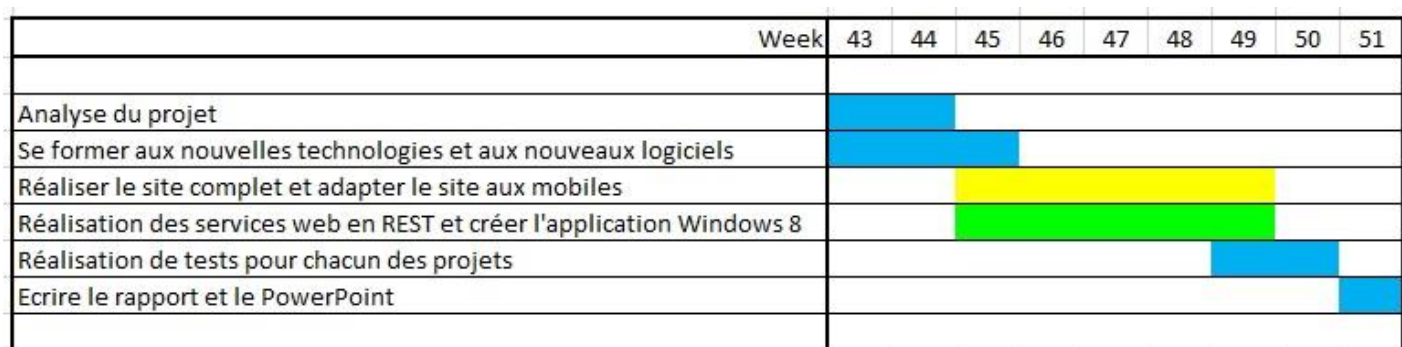 Week 43 44 45 46 47 48 49 50 51
Analyse du projet
Se former aux nouvelles technologies et aux nouveaux logiciels
Réaliser le site complet et adapter le site aux mobiles
Réalisation des services web en REST et créer l'application Windows 8
Réalisation de tests pour chacun des projets
Ecrire le rapport et le PowerPoint